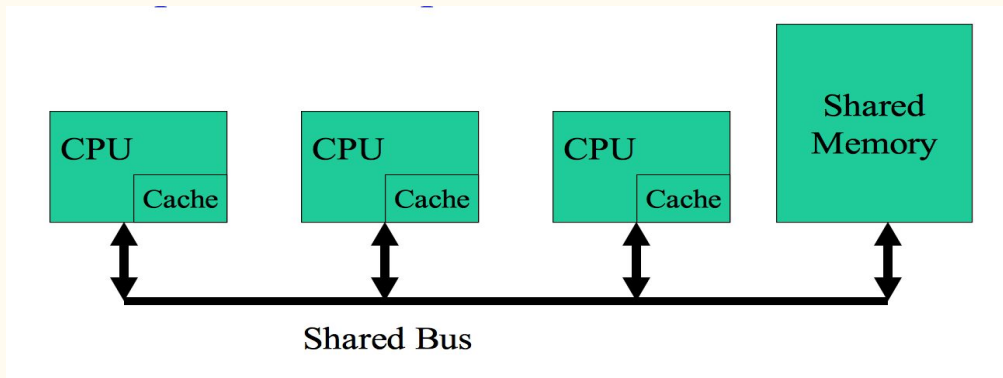 CPU
Cache
CPU
Cache
CPU
Cache
Shared
Memory
Shared Bus